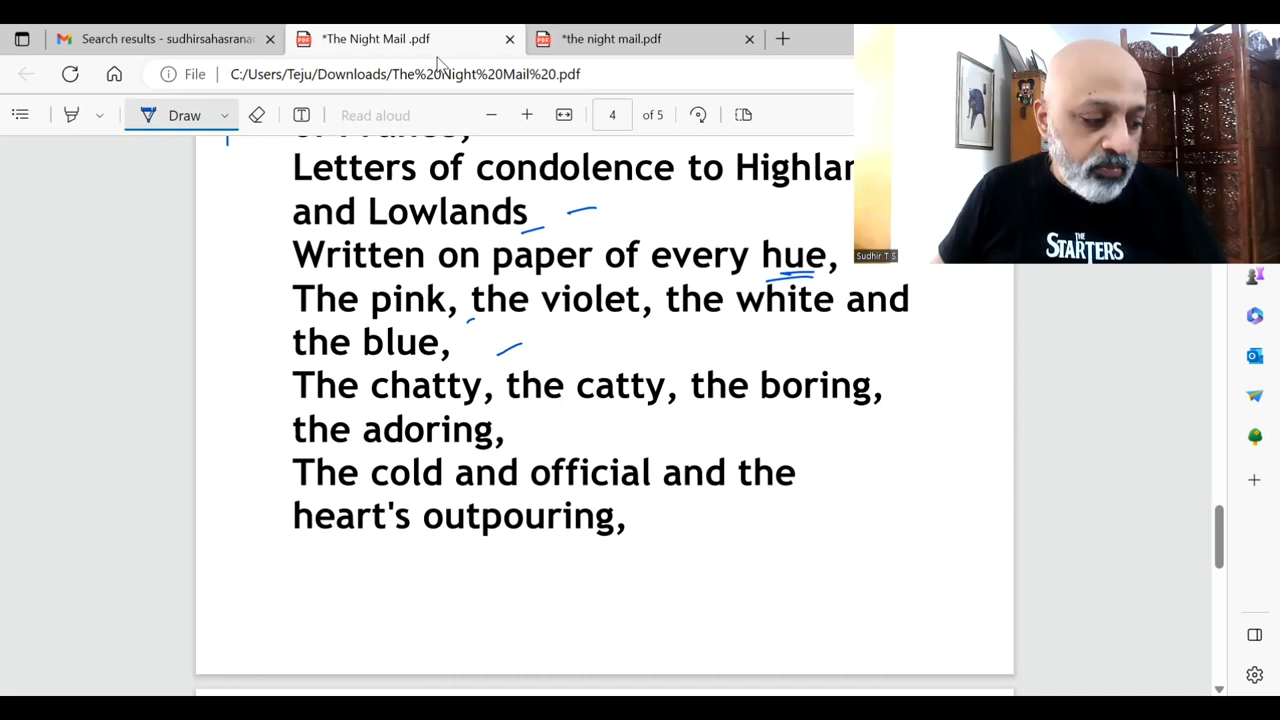 Search results - sudhirsahasrana
*The Night Mail .pdf
*the night mail.pdf
File
C:/Users/Teju/Downloads/The%20Night%20Mail%20.pdf
Draw
Read aloud
4 of 5
Letters of condolence to Highlan
and Lowlands
Written on paper of every hue,
The pink, the violet, the white and
the blue,
The chatty, the catty, the boring,
the adoring,
The cold and official and the
heart's outpouring,
THE
STARTERS
Sudhir T S